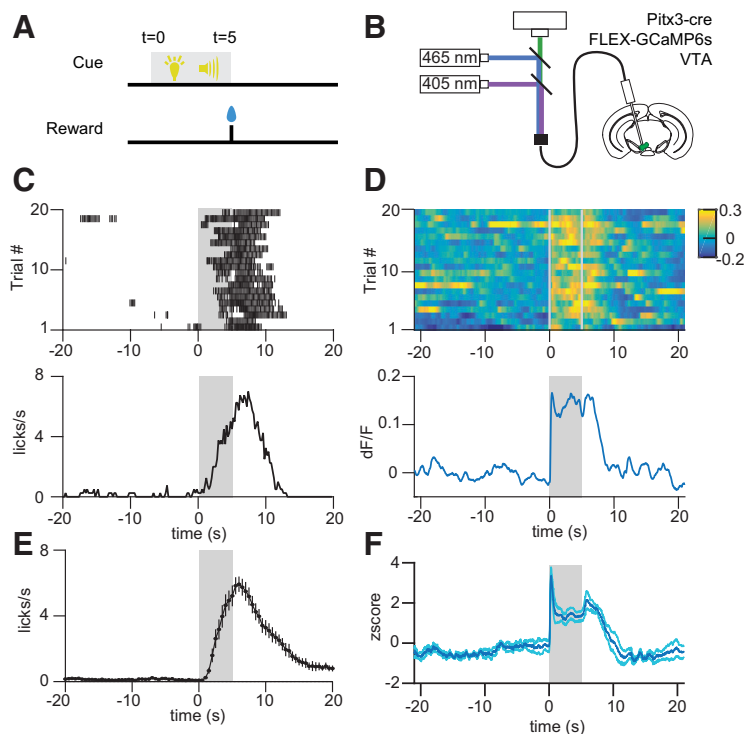 A
t=0
t=5
Cue
Reward
B
465 nm
405 nm
Pitx3-cre
FLEX-GCaMP6s
VTA
C
Trial #
20
10
1
-20
-10
0
10
20
licks/s
8
4
0
-20
-10
0
10
20
time (s)
D
Trial #
20
10
1
-20
-10
0
10
20
0.3
0
-0.2
dF/F
0.2
0.1
0
-20
-10
0
10
20
time (s)
E
licks/s
8
4
0
-20
-10
0
10
20
time (s)
F
zscore
4
2
0
-2
-20
-10
0
10
20
time (s)